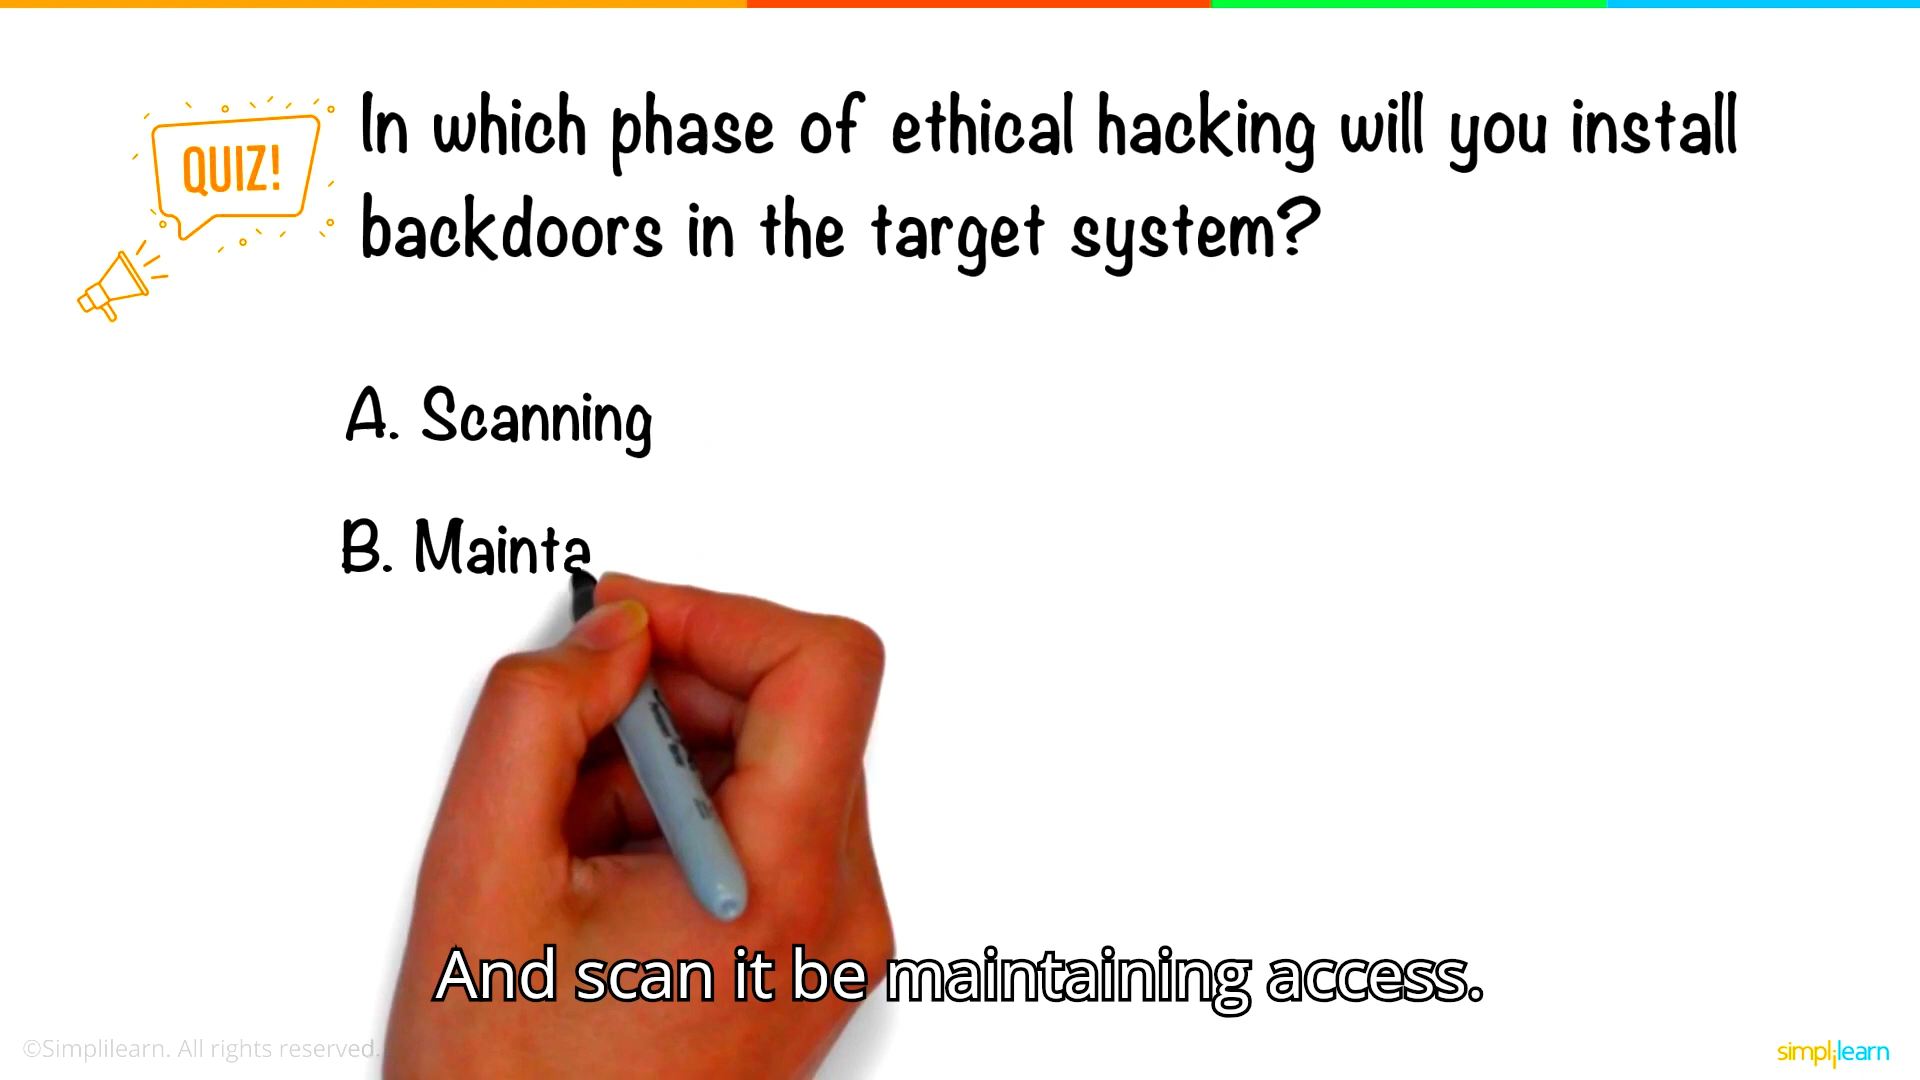 In which phase of ethical hacking will you install
QUIZ!
backdoors in the target system?
A. Scanning
B. Mainta
And scan it be maintaining access.
©Simplilearn. All rights reserved.
simplilearn